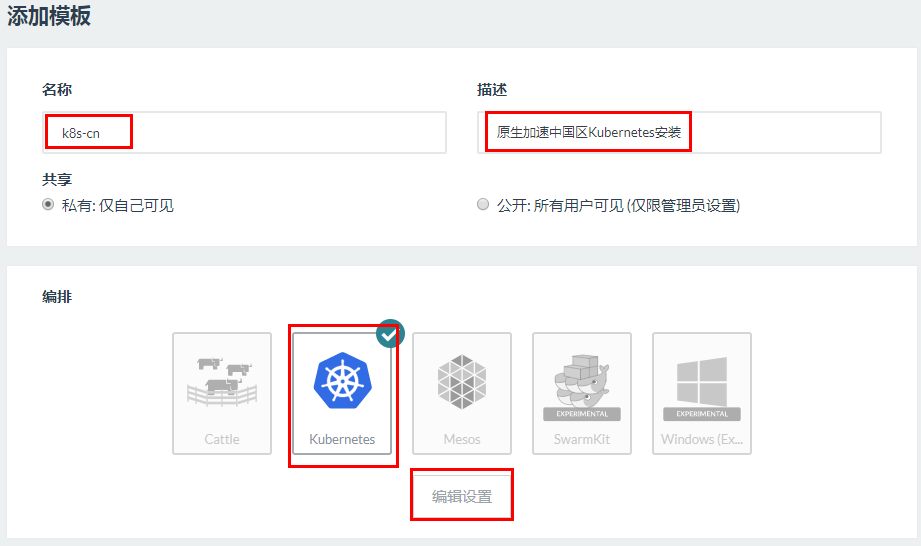 添加模板
名称
描述
k8s-cn
原生加速中国区Kubernetes安装
共享
私有: 仅自己可见
公开: 所有用户可见 (仅限管理员设置)
编排
EXPERIMENTAL
EXPERIMENTAL
Cattle
Kubernetes
Mesos
SwarmKit
Windows (Ex...
编辑设置